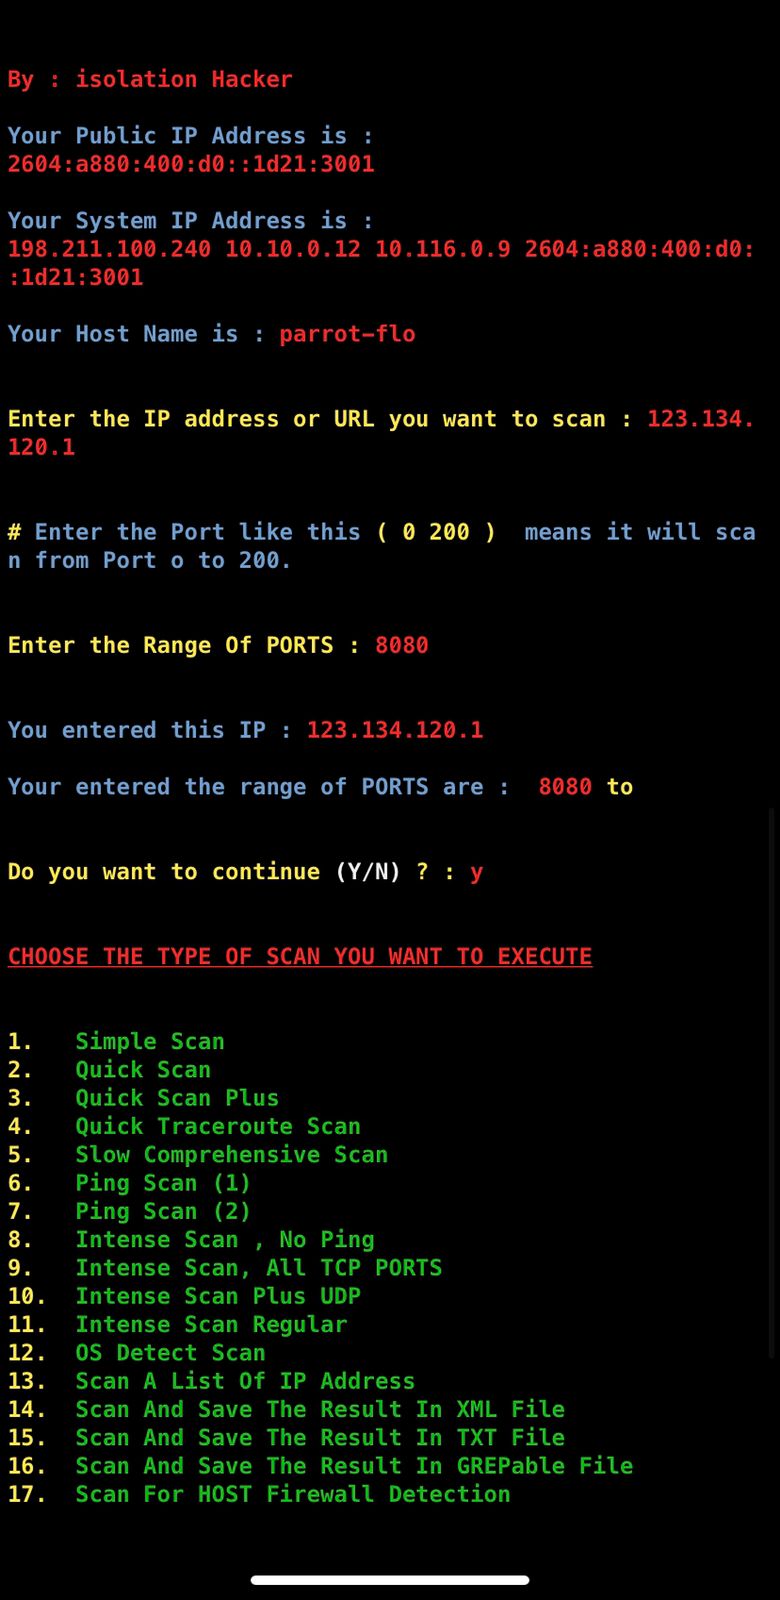 By : isolation Hacker
Your Public IP Address is :
2604:a880:400:d0::1d21:3001
Your System IP Address is :
198.211.100.240 10.10.0.12 10.116.0.9 2604:a880:400:d0:
:1d21:3001
Your Host Name is : parrot-flo
Enter the IP address or URL you want to scan : 123.134.
120.1
# Enter the Port like this ( 0 200 )  means it will sca
n from Port o to 200.
Enter the Range Of PORTS : 8080
You entered this IP : 123.134.120.1
Your entered the range of PORTS are :  8080 to
Do you want to continue (Y/N) ? : y
CHOOSE THE TYPE OF SCAN YOU WANT TO EXECUTE
1.   Simple Scan
2.   Quick Scan
3.   Quick Scan Plus
4.   Quick Traceroute Scan
5.   Slow Comprehensive Scan
6.   Ping Scan (1)
7.   Ping Scan (2)
8.   Intense Scan , No Ping
9.   Intense Scan, All TCP PORTS
10.  Intense Scan Plus UDP
11.  Intense Scan Regular
12.  OS Detect Scan
13.  Scan A List Of IP Address
14.  Scan And Save The Result In XML File
15.  Scan And Save The Result In TXT File
16.  Scan And Save The Result In GREPable File
17.  Scan For HOST Firewall Detection